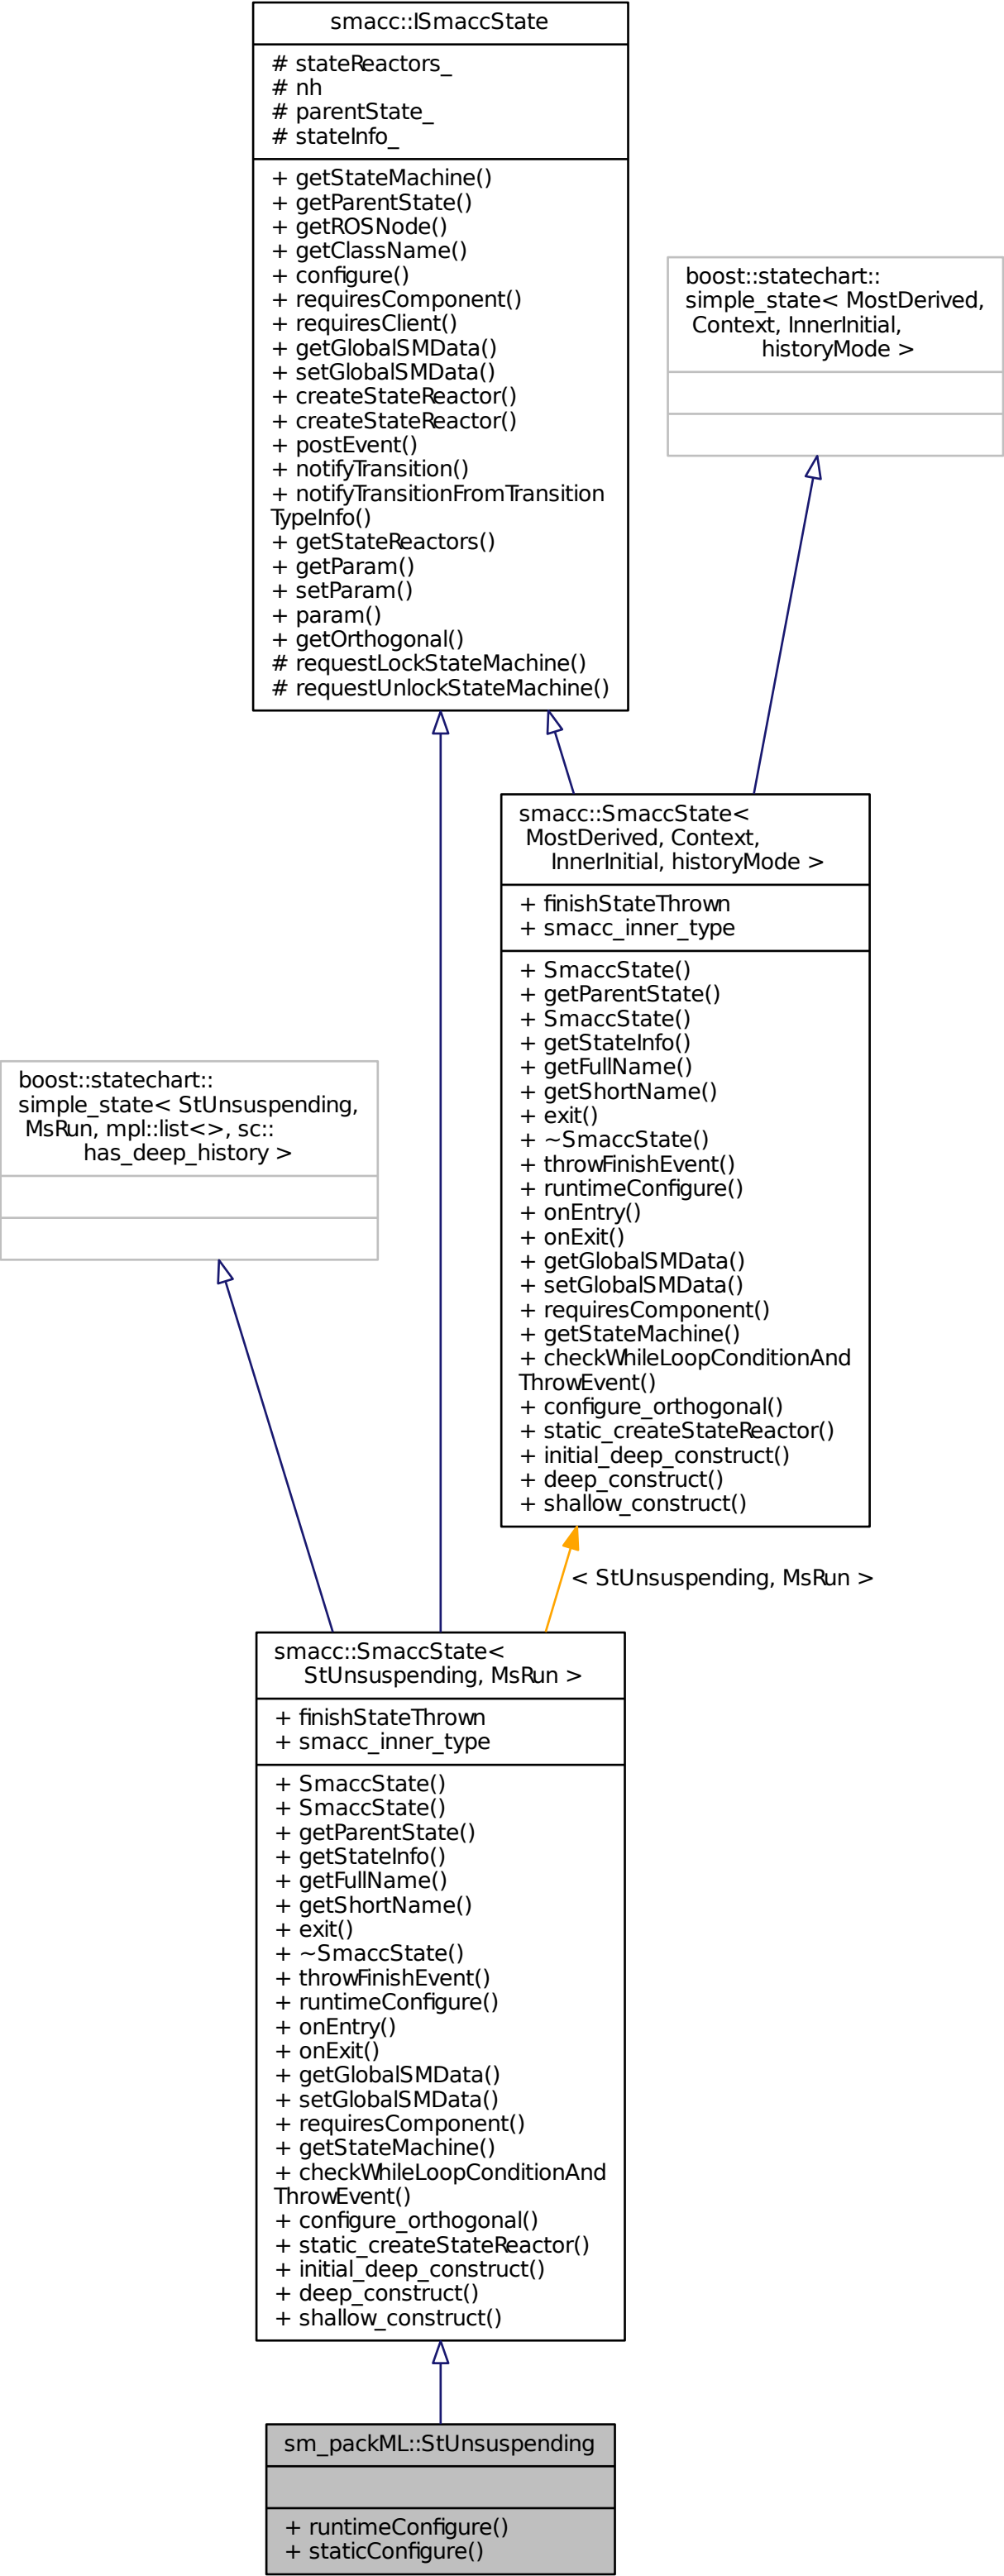 smacc::ISmaccState
# stateReactors_
# nh
# parentState_
# stateInfo_
+ getStateMachine()
+ getParentState()
+ getROSNode()
+ getClassName()
+ configure()
+ requiresComponent()
+ requiresClient()
+ getGlobalSMData()
+ setGlobalSMData()
+ createStateReactor()
+ createStateReactor()
+ postEvent()
+ notifyTransition()
+ notifyTransitionFromTransition
TypeInfo()
+ getStateReactors()
+ getParam()
+ setParam()
+ param()
+ getOrthogonal()
# requestLockStateMachine()
# requestUnlockStateMachine()
boost::statechart::
simple_state< MostDerived,
Context, InnerInitial,
historyMode >
smacc::SmaccState<
MostDerived, Context,
InnerInitial, historyMode >
+ finishStateThrown
+ smacc_inner_type
+ SmaccState()
+ getParentState()
+ SmaccState()
+ getStateInfo()
+ getFullName()
+ getShortName()
+ exit()
+ ~SmaccState()
+ throwFinishEvent()
+ runtimeConfigure()
+ onEntry()
+ onExit()
+ getGlobalSMData()
+ setGlobalSMData()
+ requiresComponent()
+ getStateMachine()
+ checkWhileLoopConditionAnd
ThrowEvent()
+ configure_orthogonal()
+ static_createStateReactor()
+ initial_deep_construct()
+ deep_construct()
+ shallow_construct()
boost::statechart::
simple_state< StUnsuspending,
MsRun, mpl::list<>, sc::
has_deep_history >
< StUnsuspending, MsRun >
smacc::SmaccState<
StUnsuspending, MsRun >
+ finishStateThrown
+ smacc_inner_type
+ SmaccState()
+ SmaccState()
+ getParentState()
+ getStateInfo()
+ getFullName()
+ getShortName()
+ exit()
+ ~SmaccState()
+ throwFinishEvent()
+ runtimeConfigure()
+ onEntry()
+ onExit()
+ getGlobalSMData()
+ setGlobalSMData()
+ requiresComponent()
+ getStateMachine()
+ checkWhileLoopConditionAnd
ThrowEvent()
+ configure_orthogonal()
+ static_createStateReactor()
+ initial_deep_construct()
+ deep_construct()
+ shallow_construct()
sm_packML::StUnsuspending
+ runtimeConfigure()
+ staticConfigure()